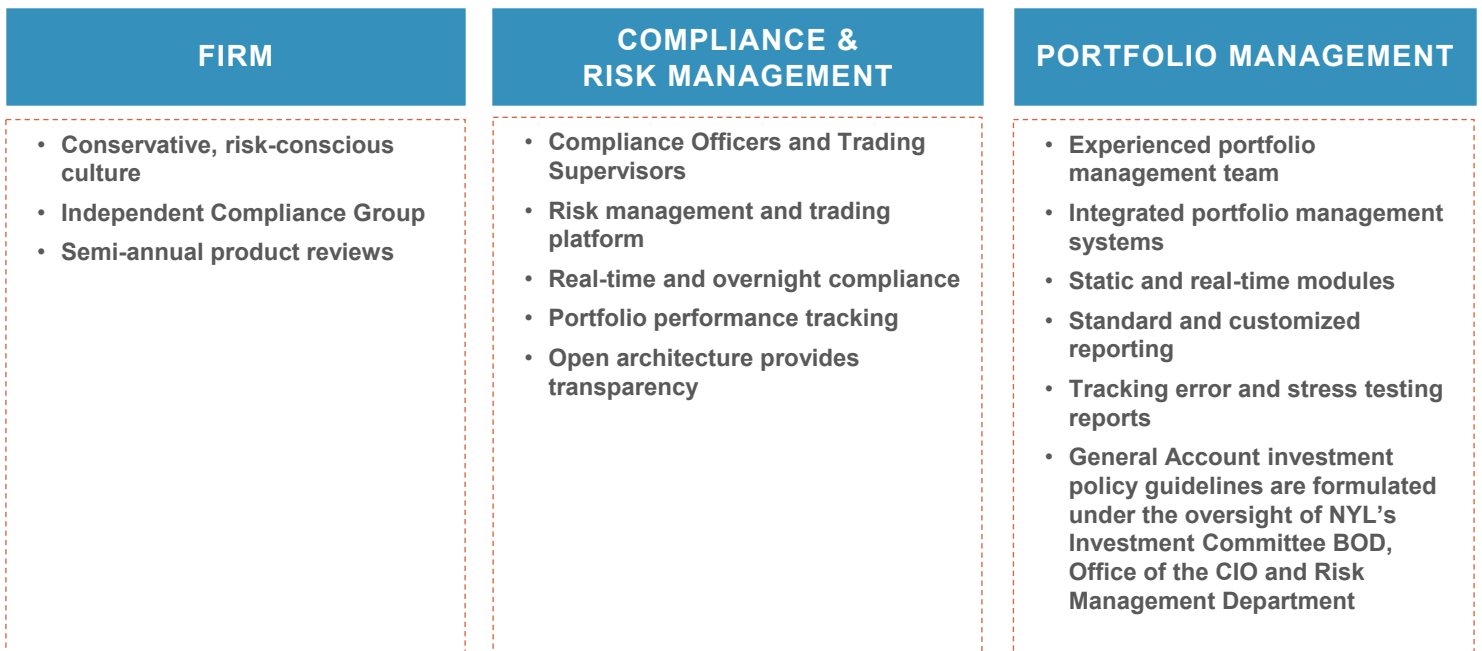 FIRM
• Conservative, risk-conscious
culture
• Independent Compliance Group
• Semi-annual product reviews
COMPLIANCE &
RISK MANAGEMENT
• Compliance Officers and Trading
Supervisors
• Risk management and trading
platform
• Real-time and overnight compliance
• Portfolio performance tracking
• Open architecture provides
transparency
PORTFOLIO MANAGEMENT
• Experienced portfolio
management team
• Integrated portfolio management
systems
• Static and real-time modules
• Standard and customized
reporting
• Tracking error and stress testing
reports
• General Account investment
policy guidelines are formulated
under the oversight of NYL’s
Investment Committee BOD,
Office of the CIO and Risk
Management Department